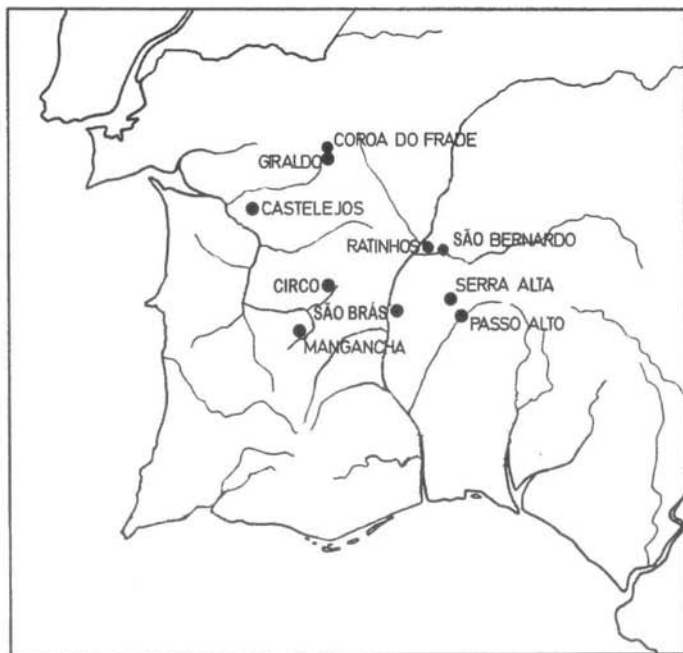 COROA DO FRADE
GIRALDO
CASTELEJOS
RATINHOS
SÃO BERNARDO
CIRCO
SERRA ALTA
SÃO BRÁS
PASSO ALTO
MANGANCHA